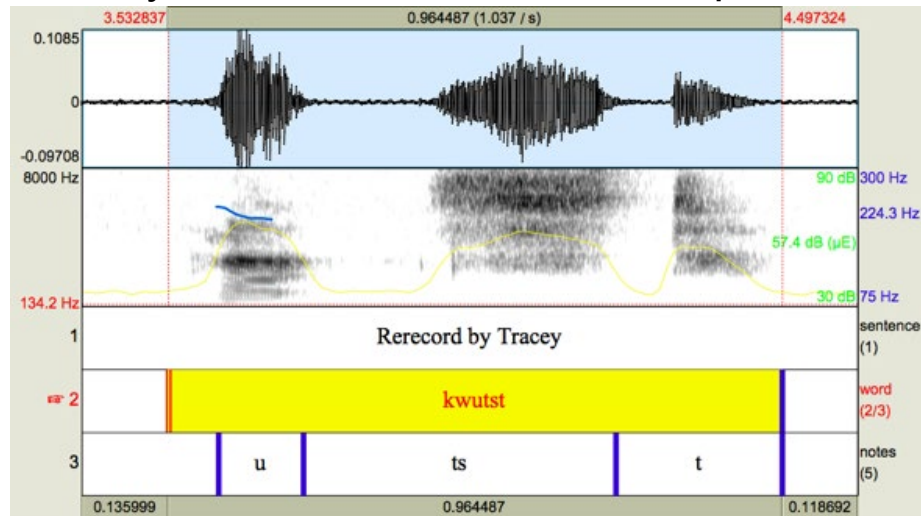 3.532837 0.964487 (1.037 / s) 4.497324
0.1085
0
-0.09708
8000 Hz 90 dB 300 Hz
224.3 Hz
57.4 dB (µE)
134.2 Hz 30 dB 75 Hz
1 Rerecord by Tracey sentence
(1)
2 kwutst word
(2/3)
3 u ts t notes
(5)
0.135999 0.964487 0.118692